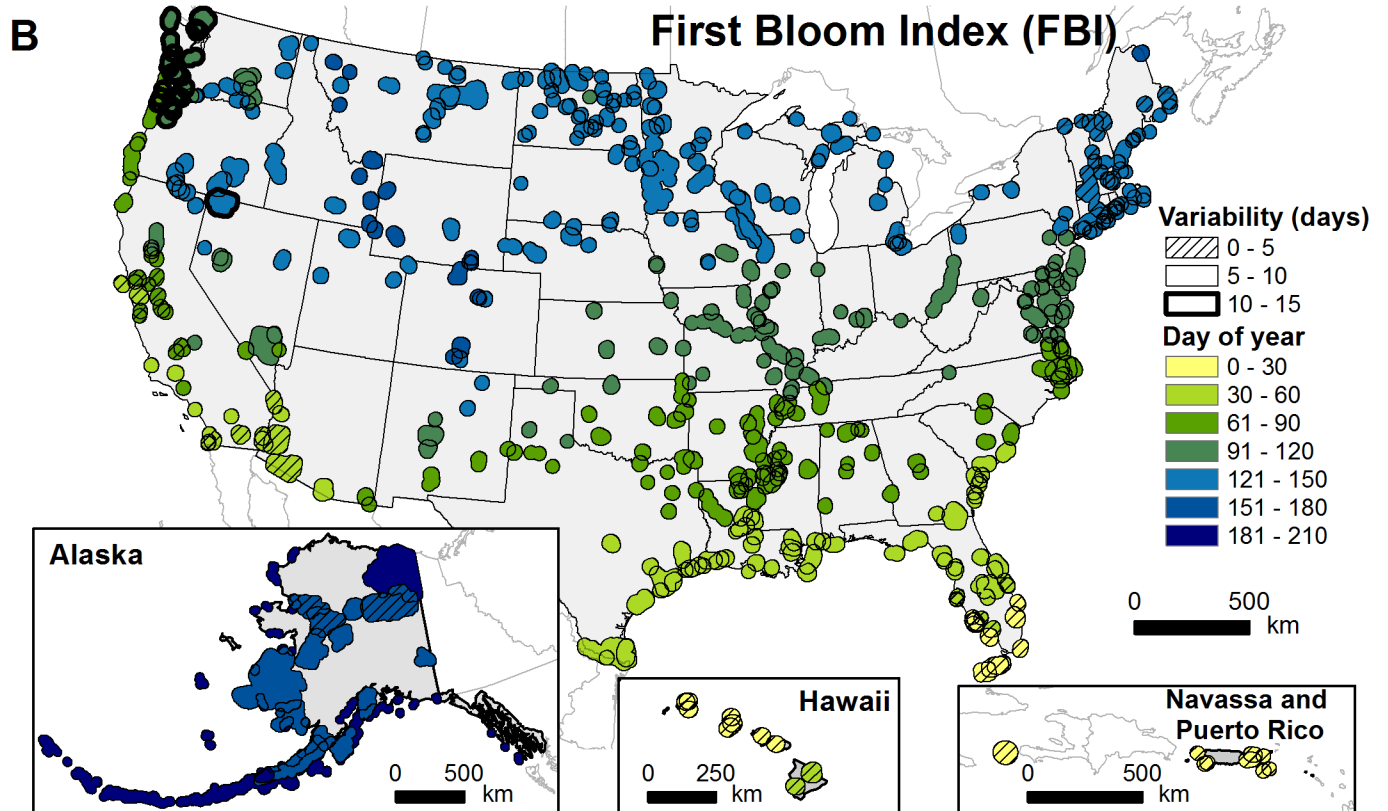 B
First Bloom Index (FBI)
Variability (days)
0 - 5
5 - 10
10 - 15
Day of year
0 - 30
30 - 60
61 - 90
91 - 120
121 - 150
151 - 180
181 - 210
0 500
km
Alaska
0 500
km
Hawaii
0 250
km
Navassa and
Puerto Rico
0 500
km